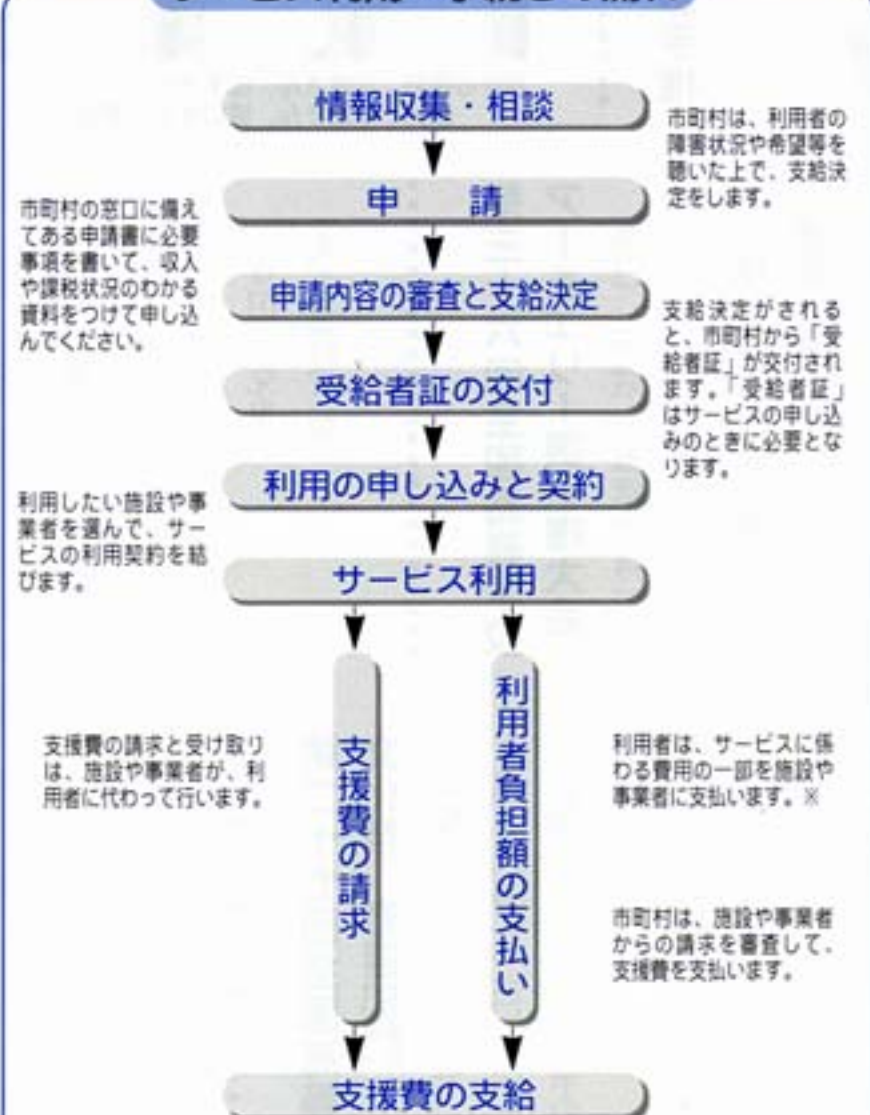 情報収集・相談
市町村は、利用者の
障害状況や希望等を
聴いた上で、支給決
定をします。
申 請
市町村の窓口に備え
てある申請書に必要
事項を書いて、収入
や課税状況のわかる
資料をつけて申し込
んでください。
申請内容の審査と支給決定
支給決定がされる
と、市町村から「受
給者証」が交付され
ます。「受給者証」
はサービスの申し込
みのときに必要とな
ります。
受給者証の交付
利用の申し込みと契約
利用したい施設や事
業者を選んで、サー
ビスの利用契約を結
びます。
サービス利用
支援費の請求と受け取り
は、施設や事業者が、利
用者に代わって行います。
支援費の請求
利用者負担額の支払い
利用者は、サービスに係
わる費用の一部を施設や
事業者に支払います。※
市町村は、施設や事業者
からの請求を審査して、
支援費を支払います。
支援費の支給